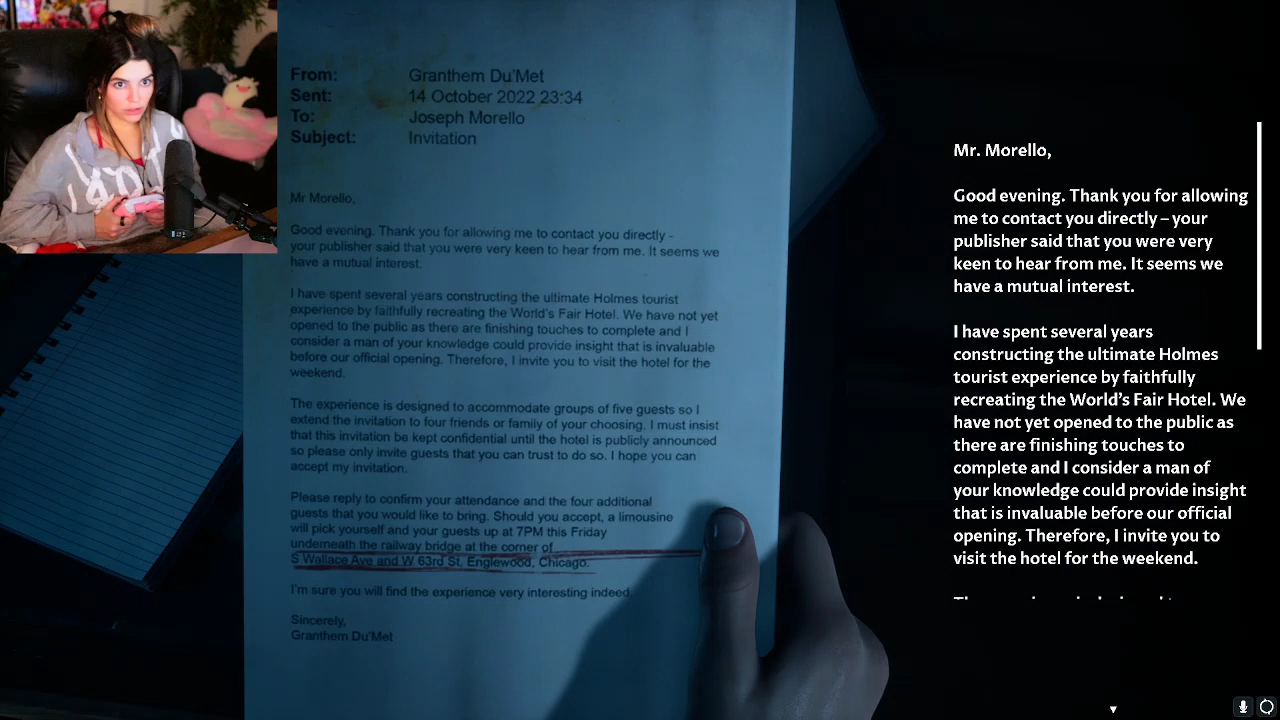 From: Granthem Du'Met
Sent: 14 October 2022 23:34
To: Joseph Morello
Subject: Invitation
Mr Morello,
Good evening. Thank you for allowing me to contact you directly -
your publisher said that you were very keen to hear from me. It seems we
have a mutual interest.
I have spent several years constructing the ultimate Holmes tourist
experience by faithfully recreating the World's Fair Hotel. We have not yet
opened to the public as there are finishing touches to complete and I
consider a man of your knowledge could provide insight that is invaluable
before our official opening. Therefore, I invite you to visit the hotel for the
weekend.
The experience is designed to accommodate groups of five guests so I
extend the invitation to four friends or family of your choosing. I must insist
that this invitation be kept confidential until the hotel is publicly announced
so please only invite guests that you can trust to do so. I hope you can
accept my invitation.
Please reply to confirm your attendance and the four additional
guests that you would like to bring. Should you accept, a limousine
will pick yourself and your guests up at 7PM this Friday
underneath the railway bridge at the corner of
S Wallace Ave and W 63rd St, Englewood, Chicago.
I'm sure you will find the experience very interesting indeed
Sincerely,
Granthem Du'Met
Mr. Morello,
Good evening. Thank you for allowing
me to contact you directly – your
publisher said that you were very
keen to hear from me. It seems we
have a mutual interest.
I have spent several years
constructing the ultimate Holmes
tourist experience by faithfully
recreating the World's Fair Hotel. We
have not yet opened to the public as
there are finishing touches to
complete and I consider a man of
your knowledge could provide insight
that is invaluable before our official
opening. Therefore, I invite you to
visit the hotel for the weekend.